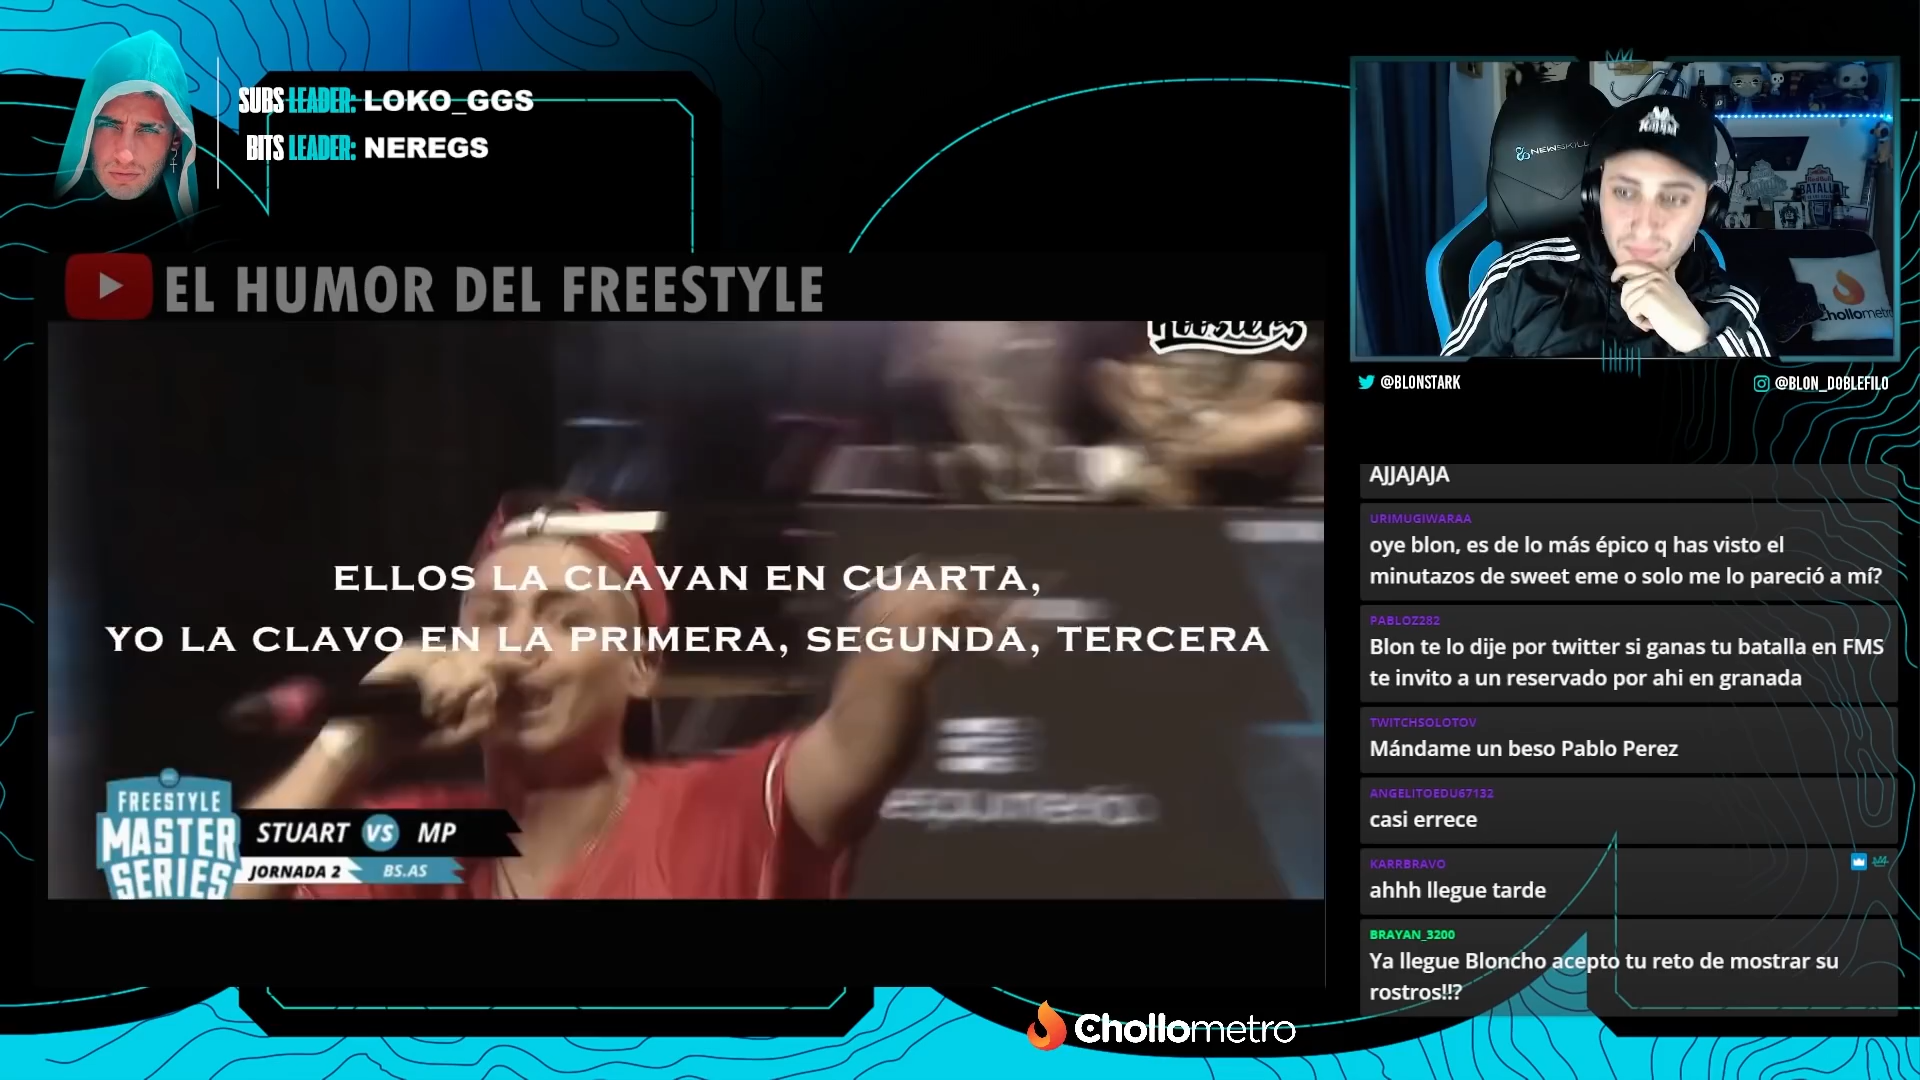 SUBS LEADER: LOKO_GGS
BITS LEADER: NEREGS
EL HUMOR DEL FREESTYLE
ELLOS LA CLAVAN EN CUARTA,
YO LA CLAVO EN LA PRIMERA, SEGUNDA, TERCERA
FREESTYLE
MASTER
SERIES
STUART VS MP
JORNADA 2 BS.AS
NEWSKILL
RedBull
BATALLA
Chollometro
@BLONSTARK
@BLON_DOBLEFILO
AJJAJAJA
URIMUGIWARAA
oye blon, es de lo más épico q has visto el
minutazos de sweet eme o solo me lo pareció a mí?
PABLOZ282
Blon te lo dije por twitter si ganas tu batalla en FMS
te invito a un reservado por ahi en granada
TWITCHSOLOTOV
Mándame un beso Pablo Perez
ANGELITOEDU67132
casi errece
KARRBRAVO
ahhh llegue tarde
BRAYAN_3200
Ya llegue Bloncho acepto tu reto de mostrar su
rostros!!?
Chollometro